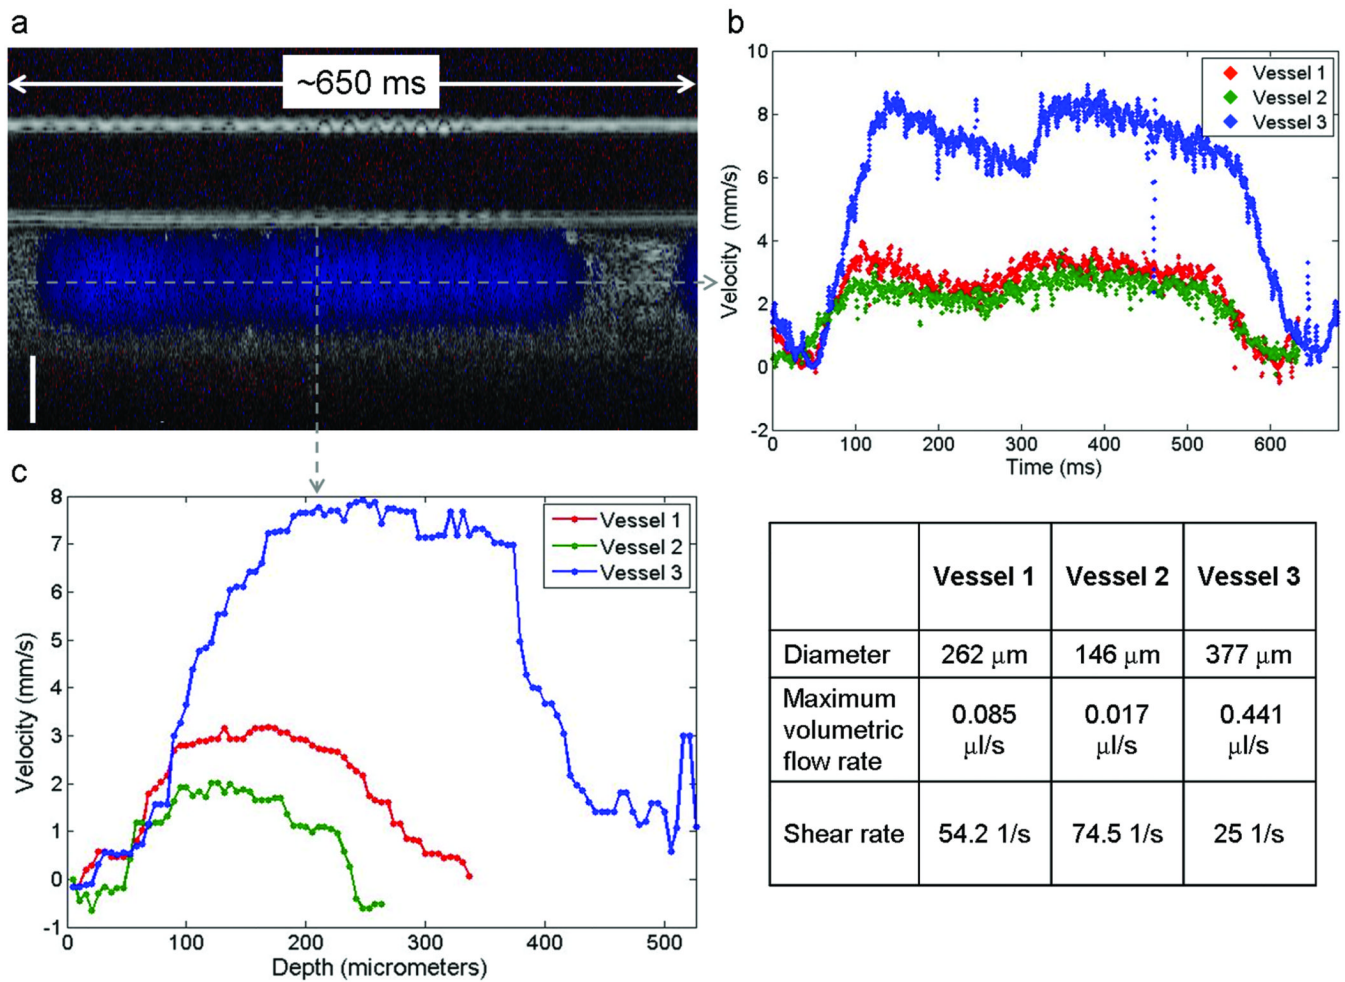 a
~650 ms
b
10
8
6
4
2
0
-2
Velocity (mm/s)
0 100 200 300 400 500 600
Time (ms)
Vessel 1
Vessel 2
Vessel 3
c
8
7
6
5
4
3
2
1
0
-1
Velocity (mm/s)
0 100 200 300 400 500
Depth (micrometers)
Vessel 1
Vessel 2
Vessel 3
Vessel 1 Vessel 2 Vessel 3
Diameter 262 μm 146 μm 377 μm
Maximum
volumetric
flow rate
0.085 0.017 0.441
μl/s μl/s μl/s
Shear rate 54.2 1/s 74.5 1/s 25 1/s